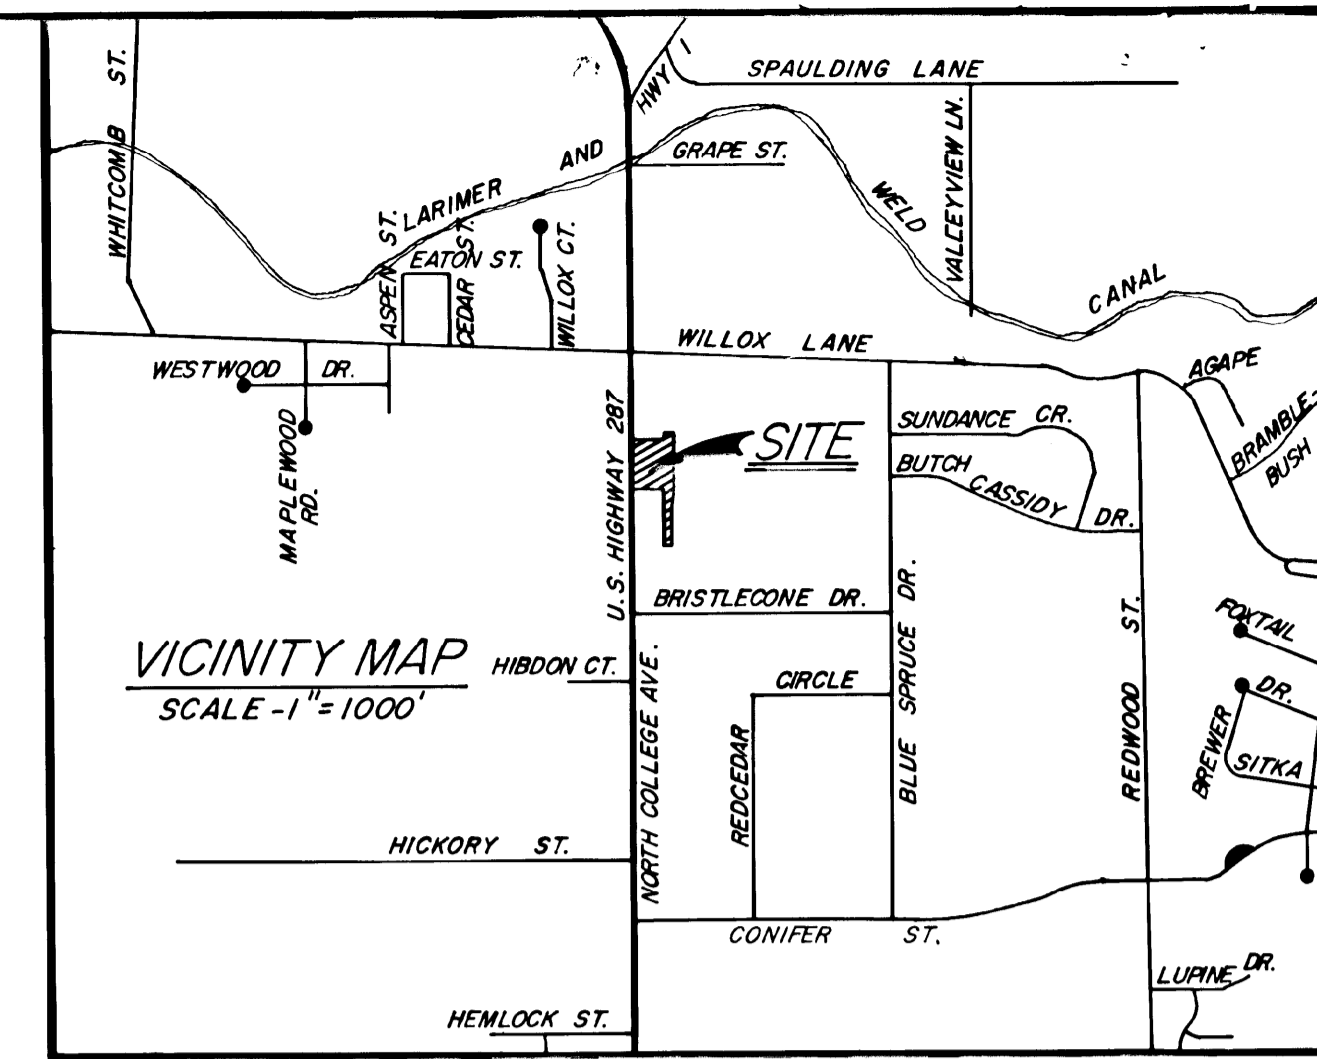 WHITCOMB ST.
HWY 1
SPAULDING LANE
VALLEYVIEW LN.
GRAPE ST.
LARIMER AND WELD CANAL
ASPEN ST.
CEDAR ST.
EATON ST.
WILLOX CT.
WILLOX LANE
WESTWOOD DR.
MAPLEWOOD
RD.
U.S. HIGHWAY 287
SITE
SUNDANCE CR.
BUTCH CASSIDY DR.
AGAPE
BRAMBLE-
BUSH
BRISTLECONE DR.
BLUE SPRUCE DR.
REDWOOD ST.
FOXTAIL
DR.
BREWER
SITKA
VICINITY MAP
SCALE-1"=1000'
HIBDON CT.
NORTH COLLEGE AVE.
CIRCLE
REDCEDAR
HICKORY ST.
CONIFER ST.
LUPINE DR.
HEMLOCK ST.